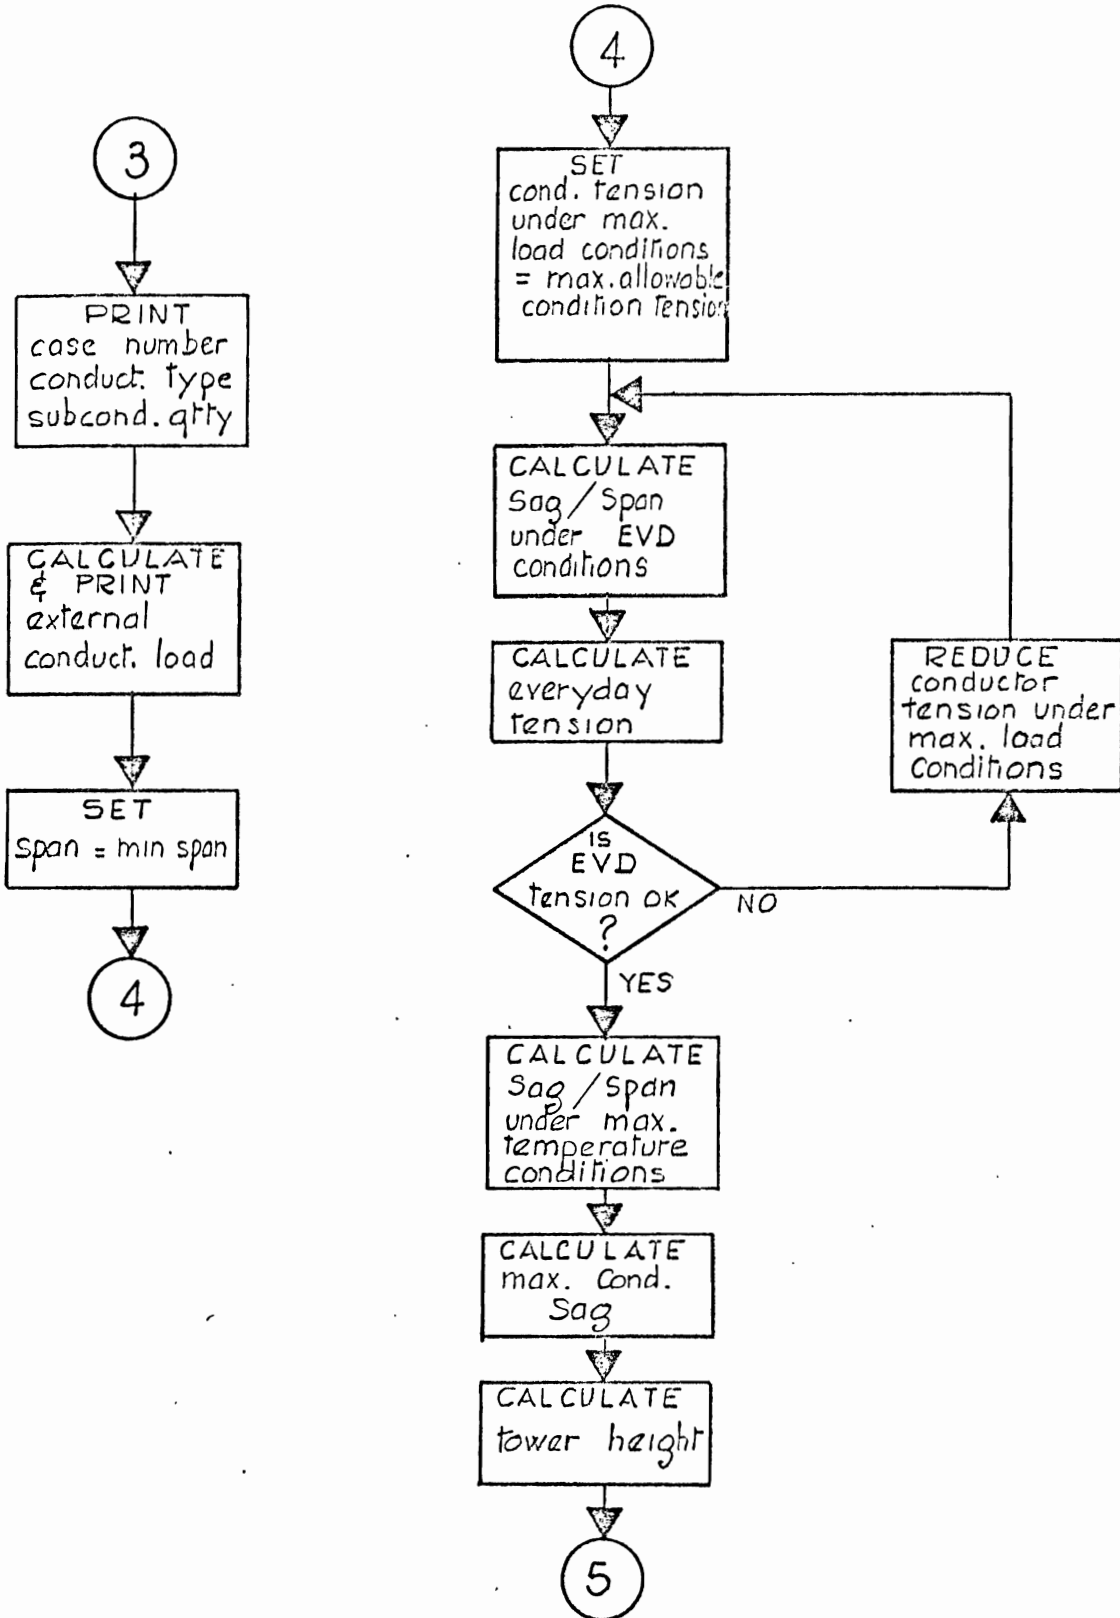 3
PRINT
case number
conduct. type
subcond. qtty
CALCULATE
& PRINT
external
conduct. load
SET
span = min span
4
4
SET
cond. tension
under max.
load conditions
= max. allowable
condition tension
CALCULATE
Sag / Span
under EVD
conditions
CALCULATE
everyday
tension
IS
EVD
tension OK
?
NO
REDUCE
conductor
tension under
max. load
Conditions
YES
CALCULATE
Sag / Span
under max.
temperature
conditions
CALCULATE
max. Cond.
Sag
CALCULATE
tower height
5